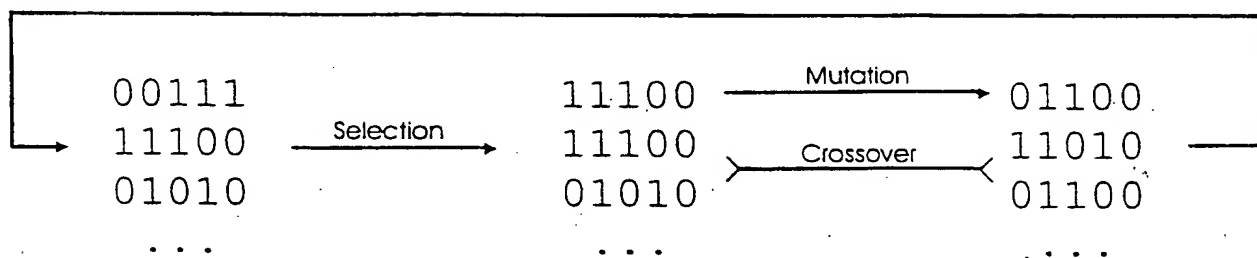 00111 11100 Mutation 01100
11100 Selection 11100 Crossover 11010
01010 01010 01100
... ... ...